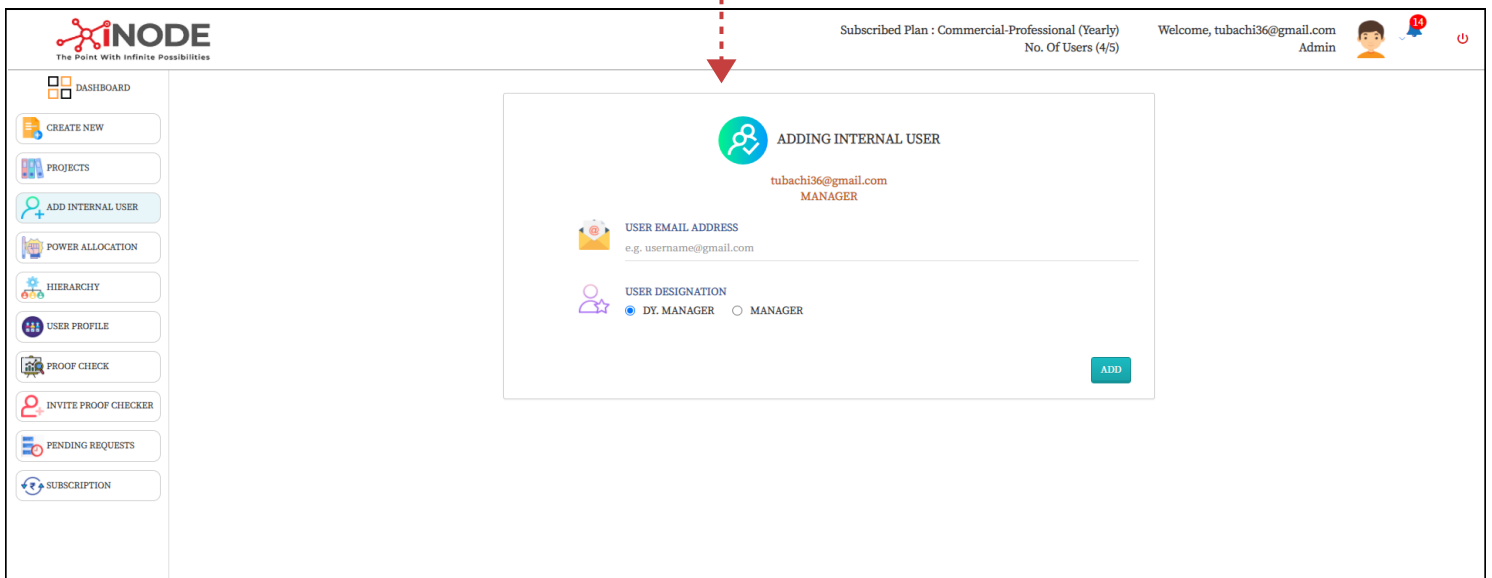 iNODE
The Point With Infinite Possibilities
Subscribed Plan : Commercial-Professional (Yearly)
No. Of Users (4/5)
Welcome, tubachi36@gmail.com
Admin
14
DASHBOARD
CREATE NEW
PROJECTS
ADD INTERNAL USER
POWER ALLOCATION
HIERARCHY
USER PROFILE
PROOF CHECK
INVITE PROOF CHECKER
PENDING REQUESTS
SUBSCRIPTION
ADDING INTERNAL USER
tubachi36@gmail.com
MANAGER
USER EMAIL ADDRESS
e.g. username@gmail.com
USER DESIGNATION
DY. MANAGER MANAGER
ADD